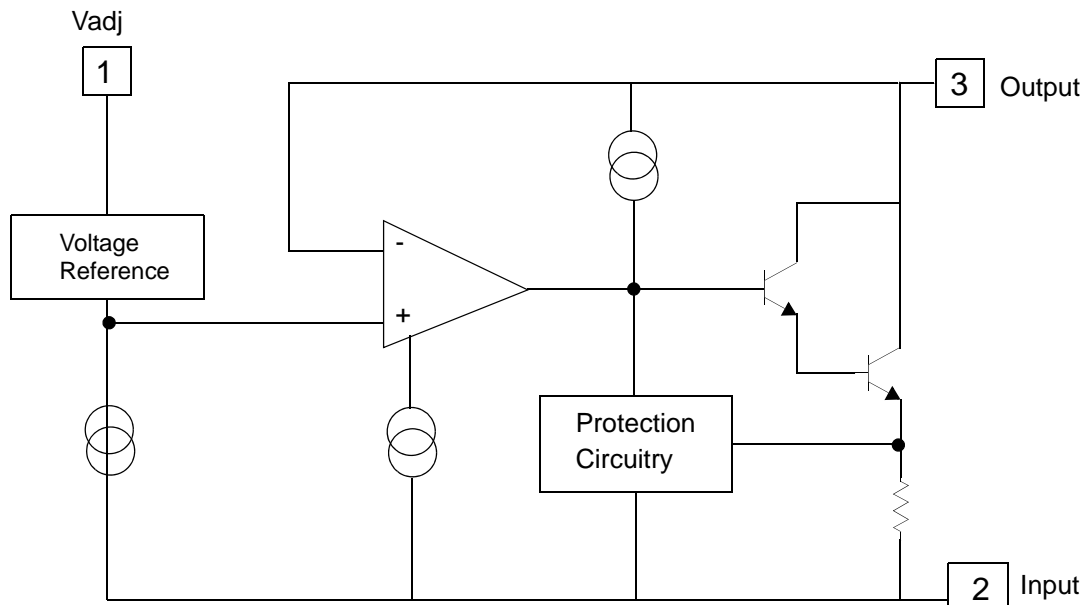 Vadj
1
3 Output
-
Voltage
Reference
+
Protection
Circuitry
2 Input